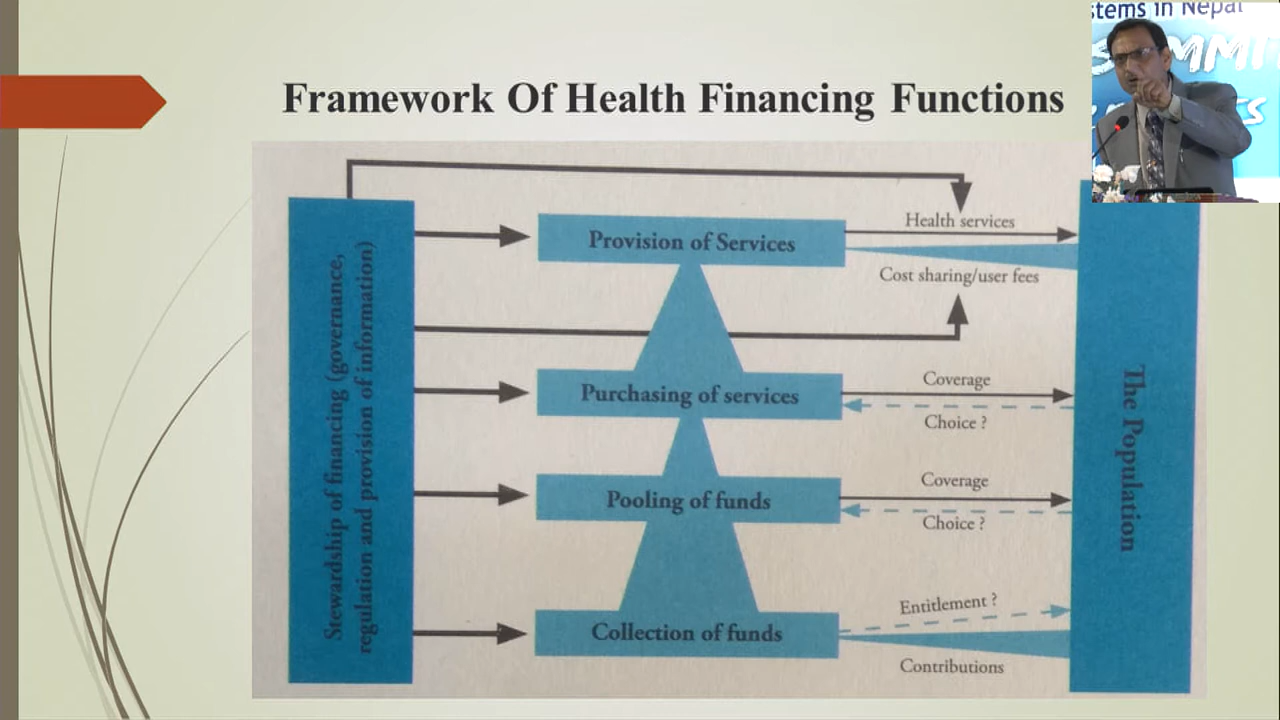 stems in Nepal
Framework Of Health Financing Functions
Stewardship of financing (governance,
regulation and provision of information)
Provision of Services
Health services
Cost sharing/user fees
Purchasing of services
Coverage
Choice ?
Pooling of funds
Coverage
Choice ?
Collection of funds
Entitlement ?
Contributions
The Population